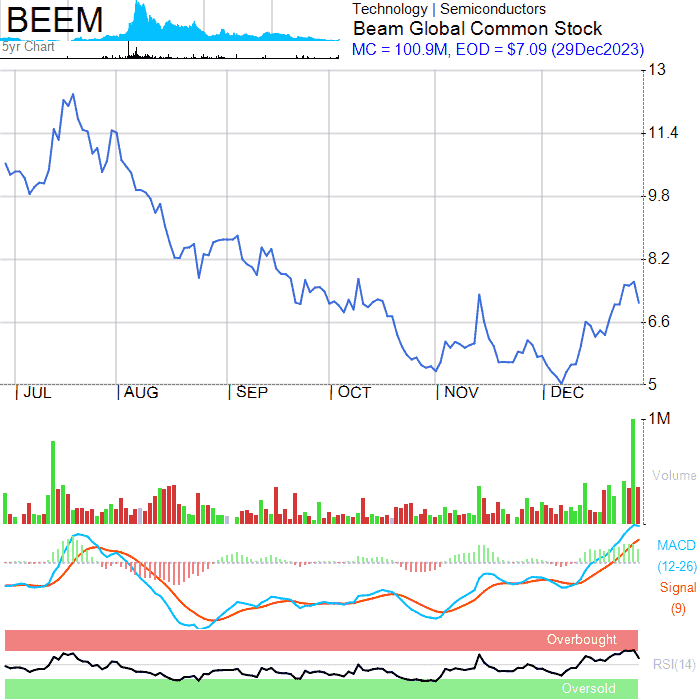 BEEM
5yr Chart
Technology | Semiconductors
Beam Global Common Stock
MC = 100.9M, EOD = $7.09 (29Dec2023)
13
11.4
9.8
8.2
6.6
5
JUL AUG SEP OCT NOV DEC
1M
Volume
MACD
(12-26)
Signal
(9)
Overbought
RSI(14)
Oversold